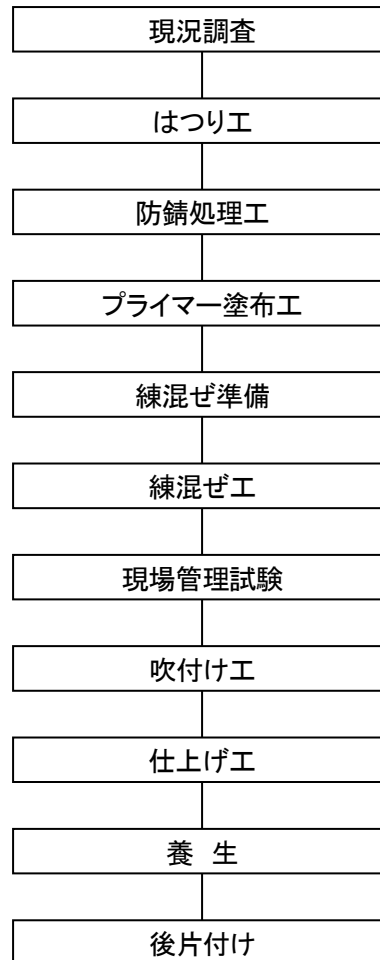 現況調査
はつり工
防錆処理工
プライマー塗布工
練混ぜ準備
練混ぜ工
現場管理試験
吹付け工
仕上げ工
養 生
後片付け